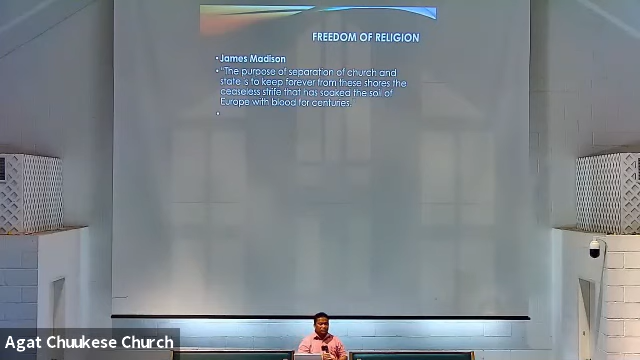 FREEDOM OF RELIGION
• James Madison
• "The purpose of separation of church and
state is to keep forever from these shores the
ceaseless strife that has soaked the soil of
Europe with blood for centuries."
•
Agat Chuukese Church